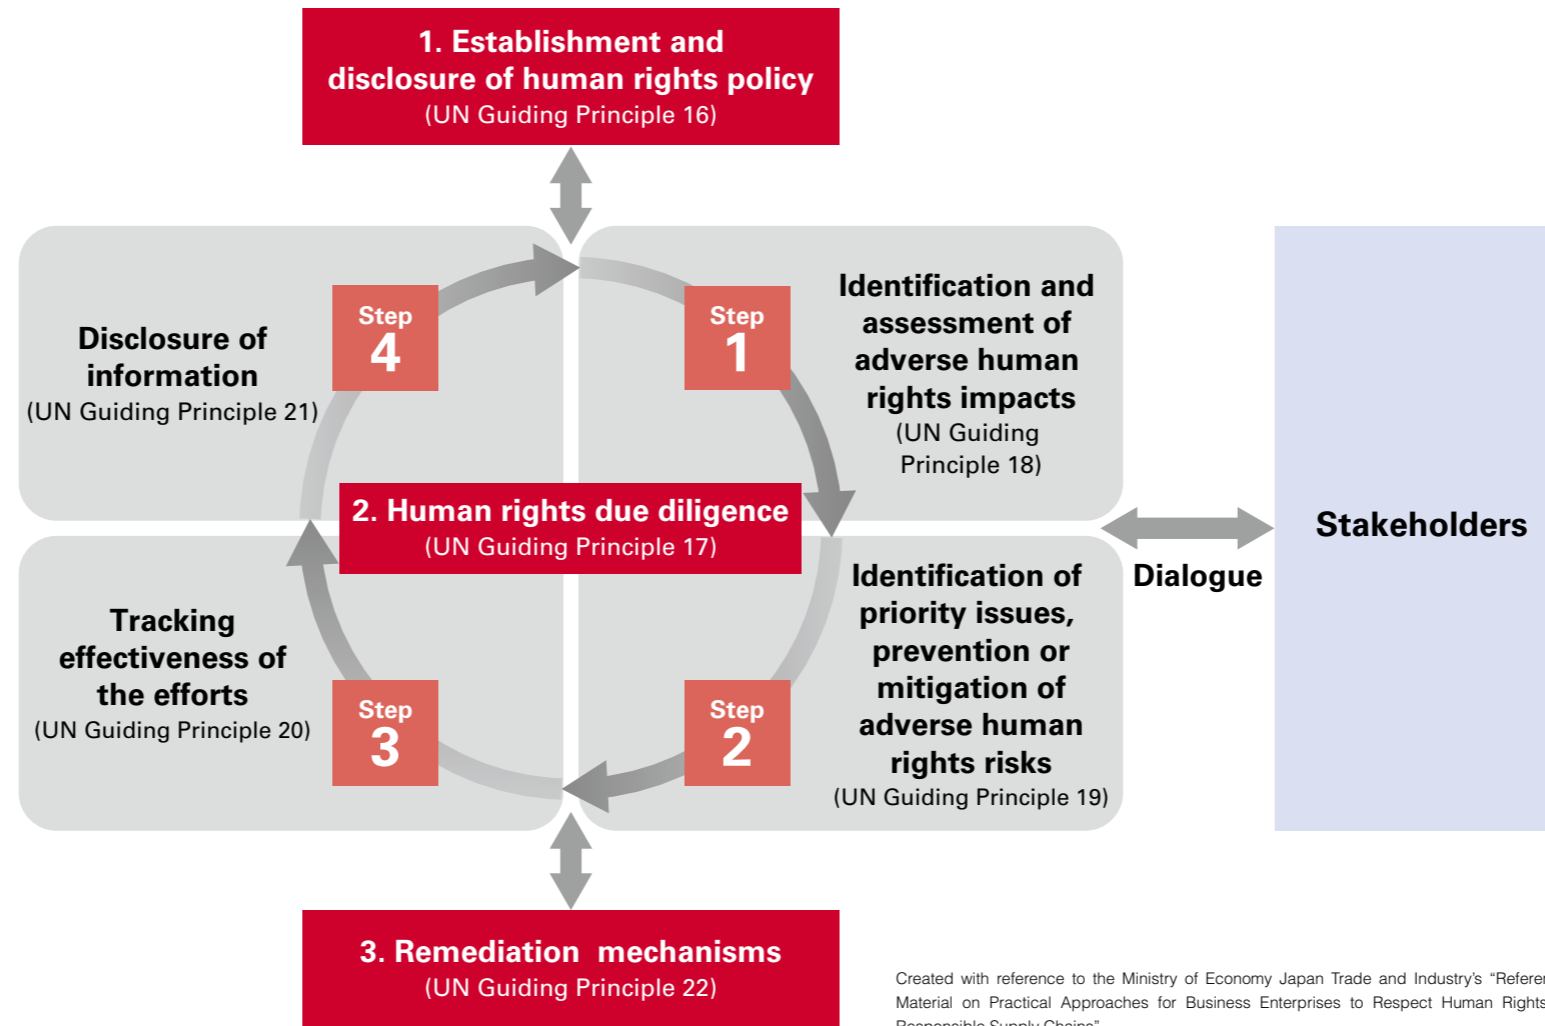 1. Establishment and
disclosure of human rights policy
(UN Guiding Principle 16)
Disclosure of
information
(UN Guiding Principle 21)
Step
4
Step
1
Identification and
assessment of
adverse human
rights impacts
(UN Guiding
Principle 18)
2. Human rights due diligence
(UN Guiding Principle 17)
Tracking
effectiveness of
the efforts
(UN Guiding Principle 20)
Step
3
Step
2
Identification of
priority issues,
prevention or
mitigation of
adverse human
rights risks
(UN Guiding Principle 19)
Dialogue
Stakeholders
3. Remediation mechanisms
(UN Guiding Principle 22)
Created with reference to the Ministry of Economy Japan Trade and Industry's “Refere
Material on Practical Approaches for Business Enterprises to Respect Human Rights
Responsible Supply Chains”